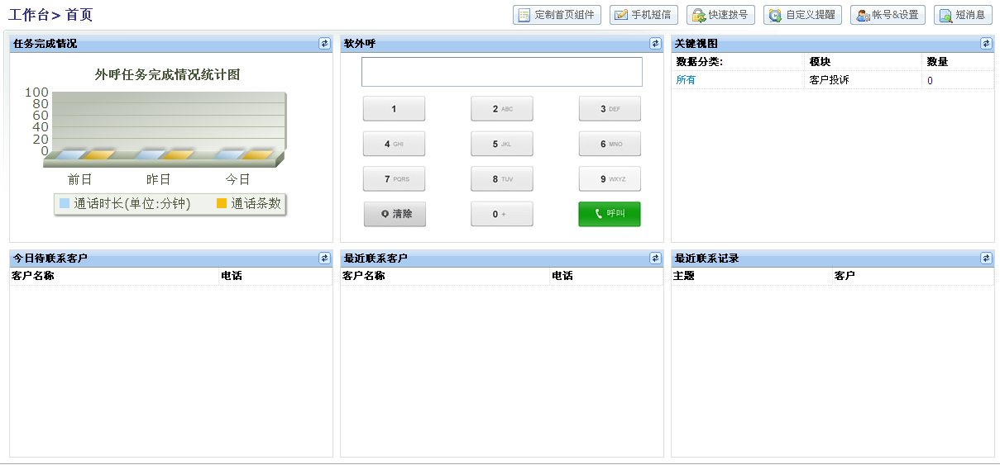 工作台> 首页
定制首页组件
手机短信
快速拨号
自定义提醒
帐号&设置
短消息
任务完成情况
外呼任务完成情况统计图
100
80
60
40
20
0
前日 昨日 今日
通话时长(单位:分钟) 通话条数
软外呼
1 2 ABC 3 DEF
4 GHI 5 JKL 6 MNO
7 PQRS 8 TUV 9 WXYZ
清除 0 + 呼叫
关键视图
数据分类: 模块 数量
所有 客户投诉 0
今日待联系客户
客户名称 电话
最近联系客户
客户名称 电话
最近联系记录
主题 客户